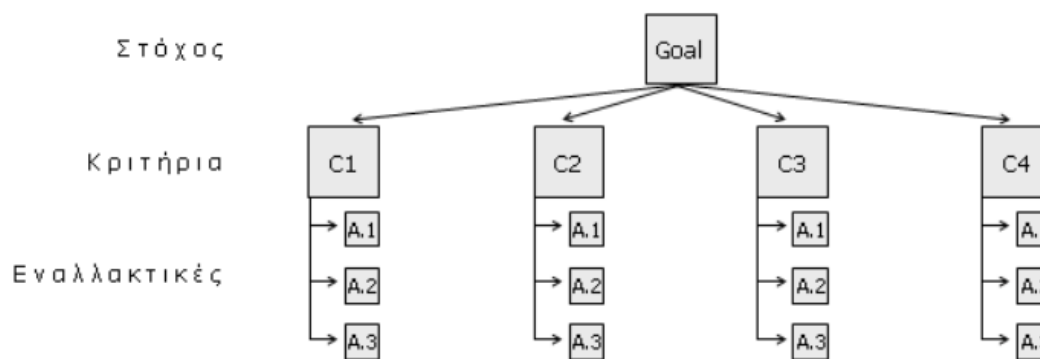 Στόχος
Goal
Κριτήρια
C1
C2
C3
C4
Εναλλακτικές
A.1
A.1
A.1
A.2
A.2
A.2
A.3
A.3
A.3